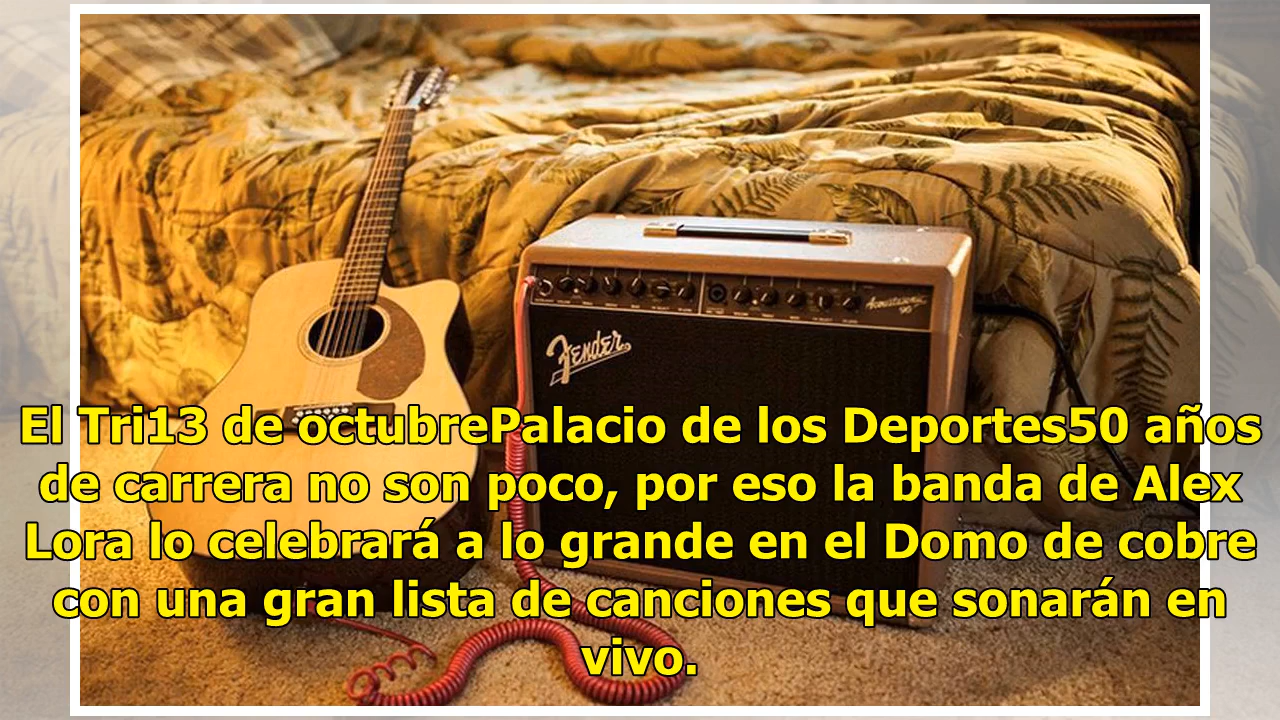 Acoustasonic
90
Fender
El Tri13 de octubrePalacio de los Deportes50 años
de carrera no son poco, por eso la banda de Alex
Lora lo celebrará a lo grande en el Domo de cobre
con una gran lista de canciones que sonarán en
vivo.